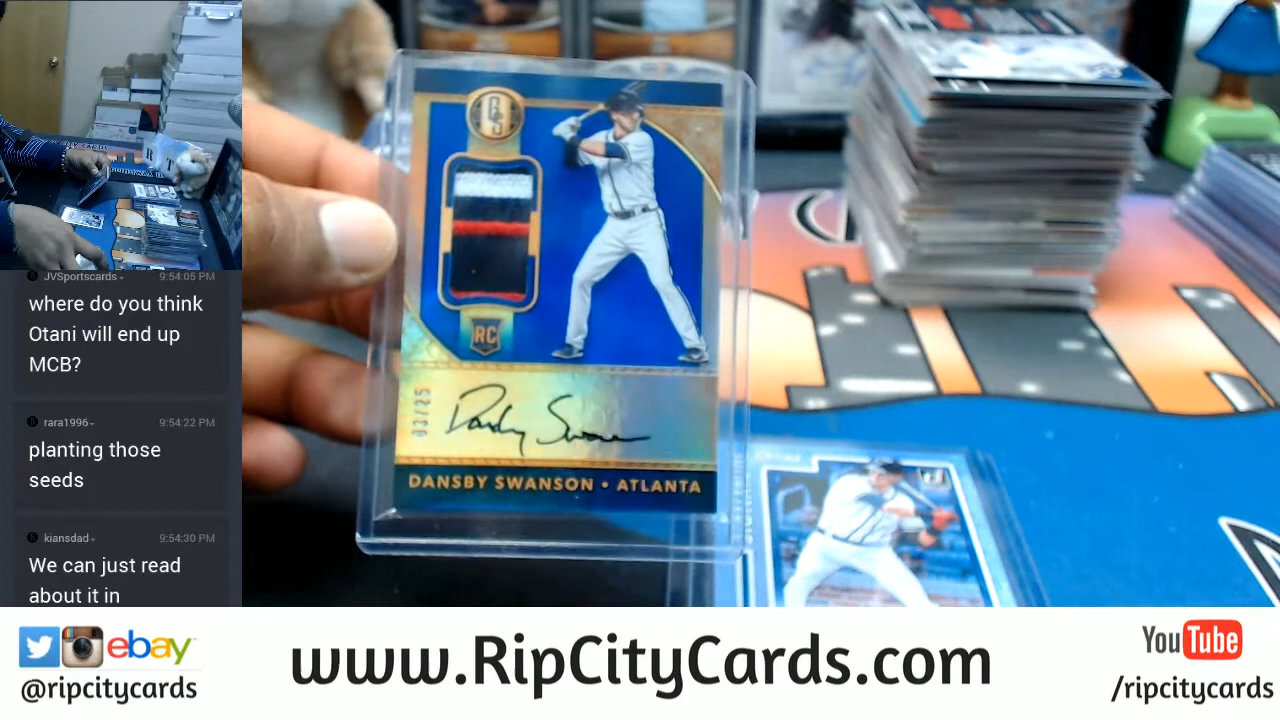 JVSportscards
9:54:05 PM
where do you think
Otani will end up
MCB?
rara1996
9:54:22 PM
planting those
seeds
kiansdad
9:54:30 PM
We can just read
about it in
RC
Dansby Swanson
DANSBY SWANSON • ATLANTA
ebay
@ripcitycards
www.RipCityCards.com
YouTube
/ripcitycards